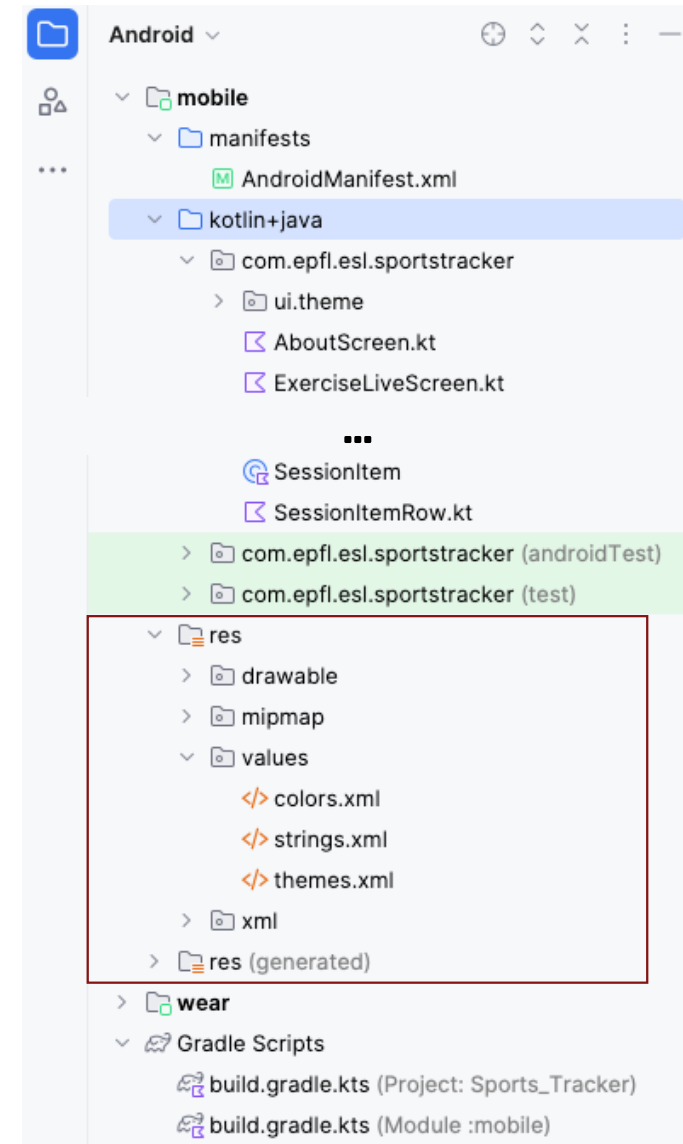 Android
mobile
manifests
AndroidManifest.xml
kotlin+java
com.epfl.esl.sportstracker
ui.theme
AboutScreen.kt
ExerciseLiveScreen.kt
...
SessionItem
SessionItemRow.kt
com.epfl.esl.sportstracker (androidTest)
com.epfl.esl.sportstracker (test)
res
drawable
mipmap
values
colors.xml
strings.xml
themes.xml
xml
res (generated)
wear
Gradle Scripts
build.gradle.kts (Project: Sports_Tracker)
build.gradle.kts (Module :mobile)